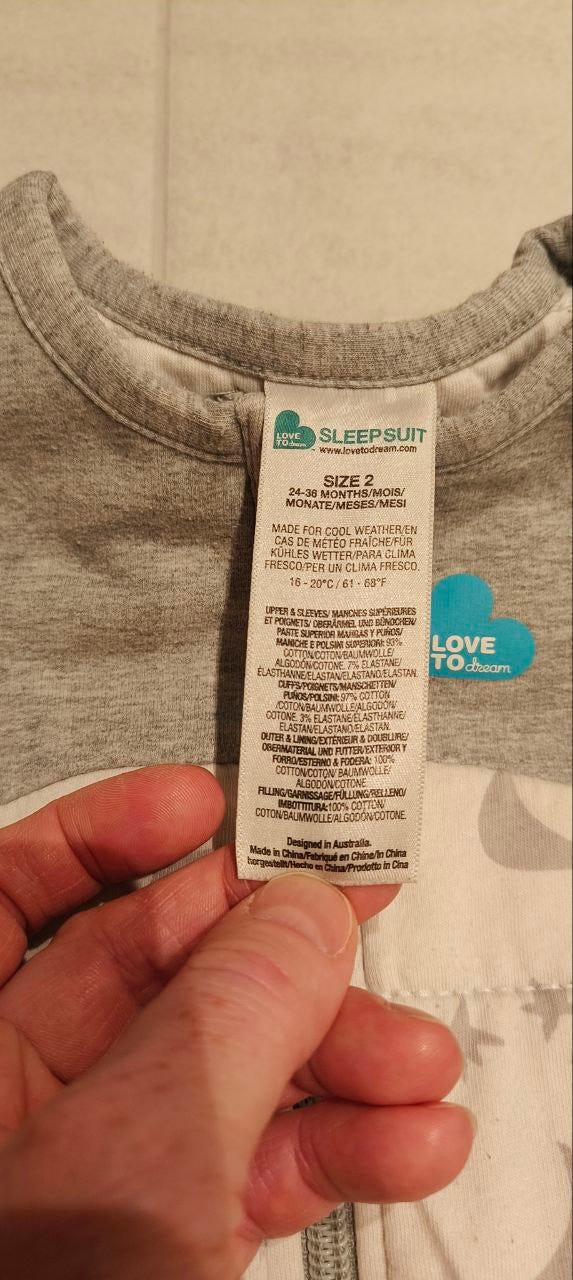 LOVE
TO dream
SLEEPSUIT
www.lovetodream.com
SIZE 2
24-36 MONTHS/MOIS/
MONATE/MESES/MESI
MADE FOR COOL WEATHER/EN
CAS DE MÉTÉO FRAÎCHE/FÜR
KÜHLES WETTER/PARA CLIMA
FRESCO/PER UN CLIMA FRESCO.
16 - 20°C / 61 - 68°F
UPPER & SLEEVES/ MANCHES SUPÉRIEURES
ET POIGNETS/ OBERÄRMEL UND BÜNDCHEN/
PARTE SUPERIOR MANGAS Y PUÑOS/
MANICHE E POLSINI SUPERIORI: 93%
COTTON/COTON/BAUMWOLLE/
ALGODÓN/COTONE. 7% ELASTANE/
ÉLASTHANNE/ELASTAN/ELASTANO/ELASTAN.
CUFFS/POIGNETS/MANSCHETTEN/
PUÑOS/POLSINI: 97% COTTON
/COTON/BAUMWOLLE/ALGODÓN/
COTONE. 3% ELASTANE/ÉLASTHANNE/
ELASTAN/ELASTANO/ELASTAN.
OUTER & LINING/EXTÉRIEUR & DOUBLURE/
OBERMATERIAL UND FUTTER/EXTERIOR Y
FORRO/ESTERNO & FODERA: 100%
COTTON/COTON/ BAUMWOLLE/
ALGODÓN/COTONE
FILLING/GARNISSAGE/FÜLLUNG/RELLENO/
IMBOTTITURA:100% COTTON/
COTON/BAUMWOLLE/ALGODÓN/COTONE.
Designed in Australia.
Made in China/Fabriqué en Chine/In China
hergestellt/Hecho en China/Prodotto in Cina
LOVE
TO dream